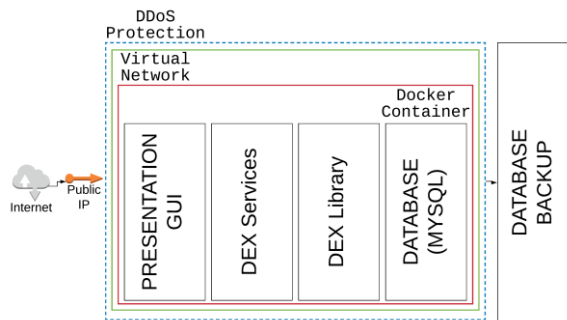 DDoS
Protection
Virtual
Network
Docker
Container
Internet
Public
IP
PRESENTATION
GUI
DEX Services
DEX Library
DATABASE
(MYSQL)
DATABASE
BACKUP